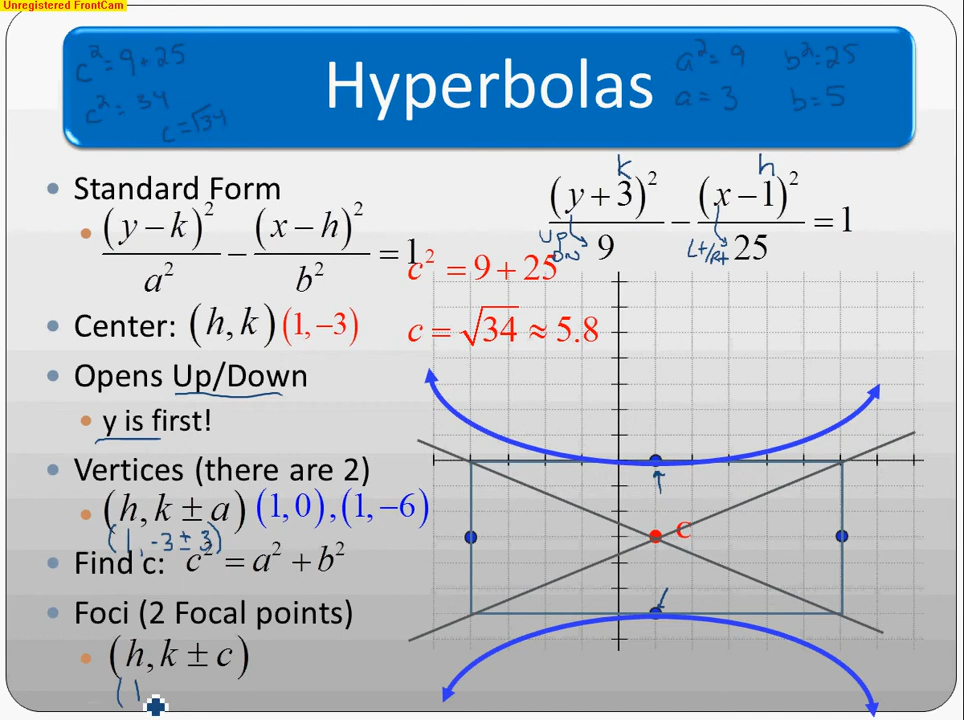 Unregistered FrontCam
c² = 9 + 25
c² = 34
c = √34
Hyperbolas
a² = 9 b² = 25
a = 3 b = 5
• Standard Form
• (y − k)²/a² − (x − h)²/b² = 1
k h
(y + 3)²/9 − (x − 1)²/25 = 1
UP DN Lt/Rt
c² = 9 + 25
c = √34 ≈ 5.8
• Center: (h, k) (1, −3)
• Opens Up/Down
• y is first!
• Vertices (there are 2)
• (h, k ± a) (1, 0), (1, −6)
(1, -3 ± 3)
• Find c: c² = a² + b²
• Foci (2 Focal points)
• (h, k ± c)
(1
C